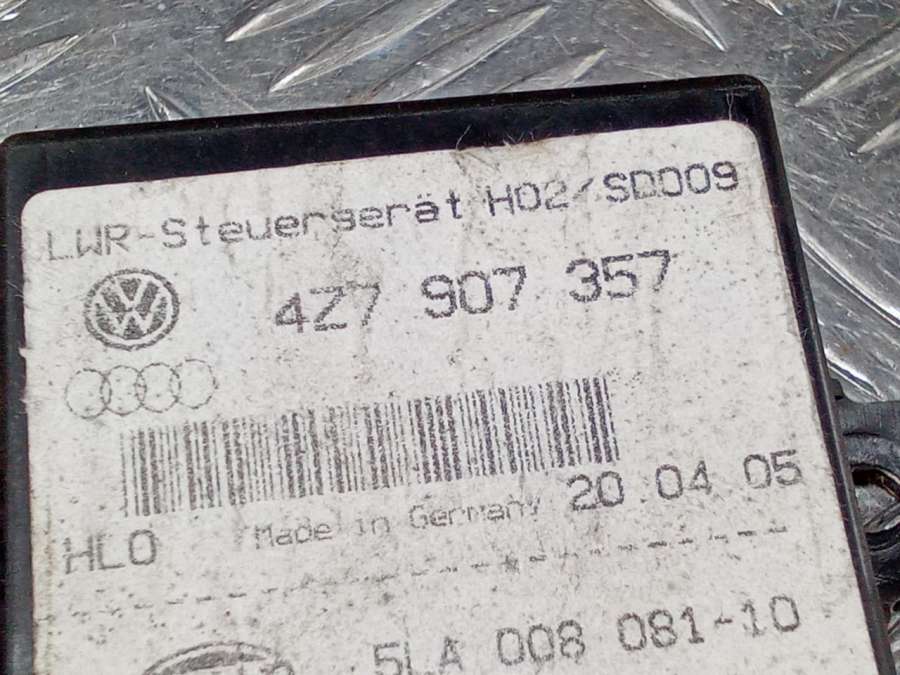 LWR-Steuergerät H02/SD009
4Z7 907 357
Made in Germany 20.04.05
HLO
5LA 008 081-10